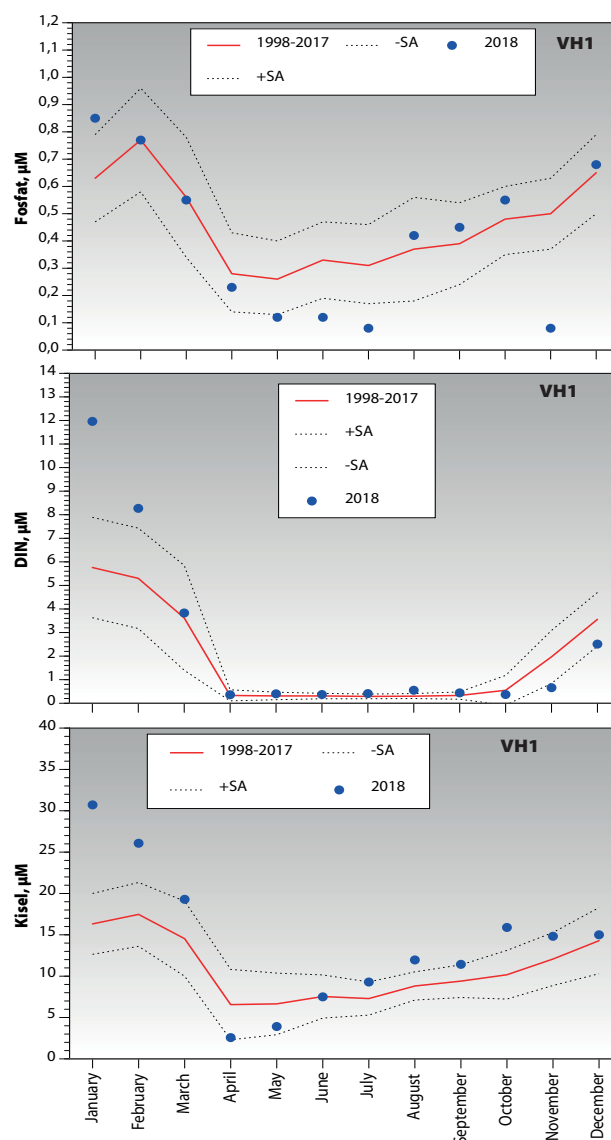 VH1
1998-2017 -SA 2018
+SA
Fosfat, µM
1,2
1,1
1,0
0,9
0,8
0,7
0,6
0,5
0,4
0,3
0,2
0,1
0,0
VH1
1998-2017
+SA
-SA
2018
DIN, µM
14
13
12
11
10
9
8
7
6
5
4
3
2
1
0
VH1
1998-2017 -SA
+SA 2018
Kisel, µM
40
35
30
25
20
15
10
5
0
January
February
March
April
May
June
July
August
September
October
November
December